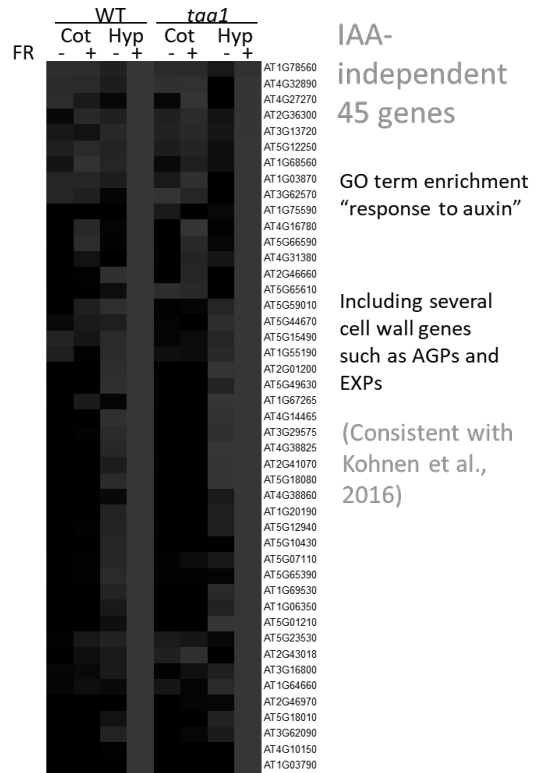 WT taa1
Cot Hyp Cot Hyp
FR - + - + - + - +
AT1G78560
AT4G32890
AT4G27270
AT2G36300
AT3G13720
AT5G12250
AT1G68560
AT1G03870
AT3G62570
AT1G75590
AT4G16780
AT5G66590
AT4G31380
AT2G46660
AT5G65610
AT5G59010
AT5G44670
AT5G15490
AT1G55190
AT2G01200
AT5G49630
AT1G67265
AT4G14465
AT3G29575
AT4G38825
AT2G41070
AT5G18080
AT4G38860
AT1G20190
AT5G12940
AT5G10430
AT5G07110
AT5G65390
AT1G69530
AT1G06350
AT5G01210
AT5G23530
AT2G43018
AT3G16800
AT1G64660
AT2G46970
AT5G18010
AT3G62090
AT4G10150
AT1G03790
IAA-
independent
45 genes
GO term enrichment
“response to auxin”
Including several
cell wall genes
such as AGPs and
EXPs
(Consistent with
Kohnen et al.,
2016)